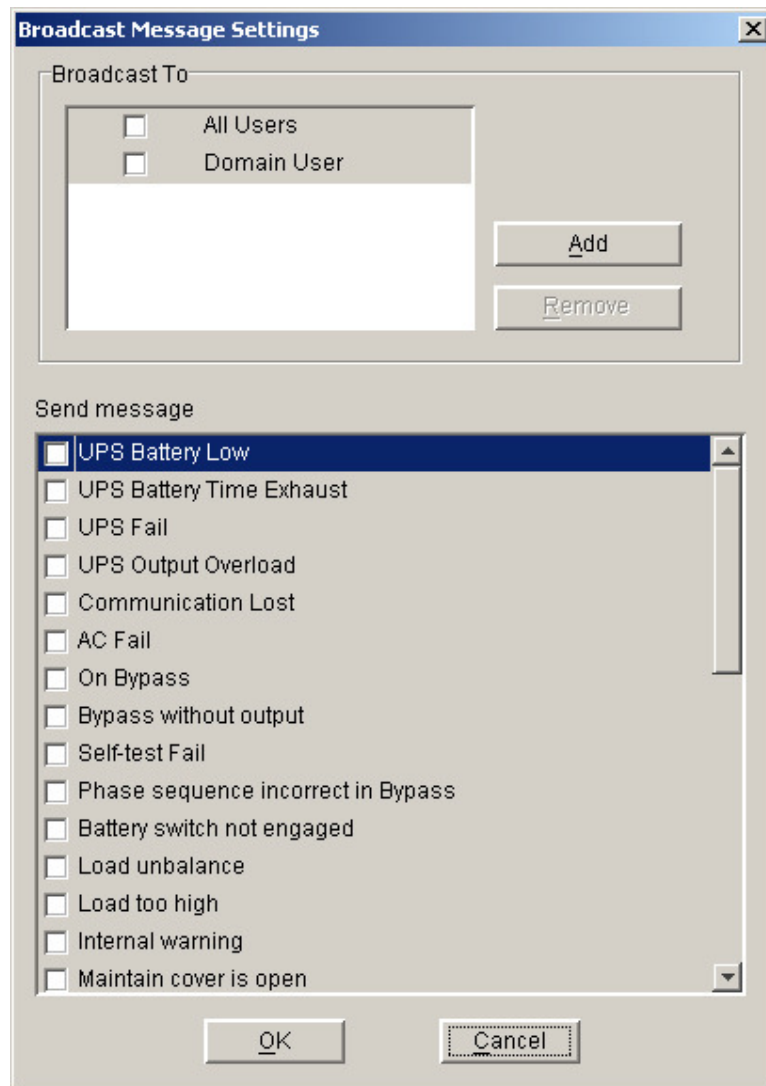 Broadcast Message Settings
Broadcast To
All Users
Domain User
Add
Remove
Send message
UPS Battery Low
UPS Battery Time Exhaust
UPS Fail
UPS Output Overload
Communication Lost
AC Fail
On Bypass
Bypass without output
Self-test Fail
Phase sequence incorrect in Bypass
Battery switch not engaged
Load unbalance
Load too high
Internal warning
Maintain cover is open
OK
Cancel